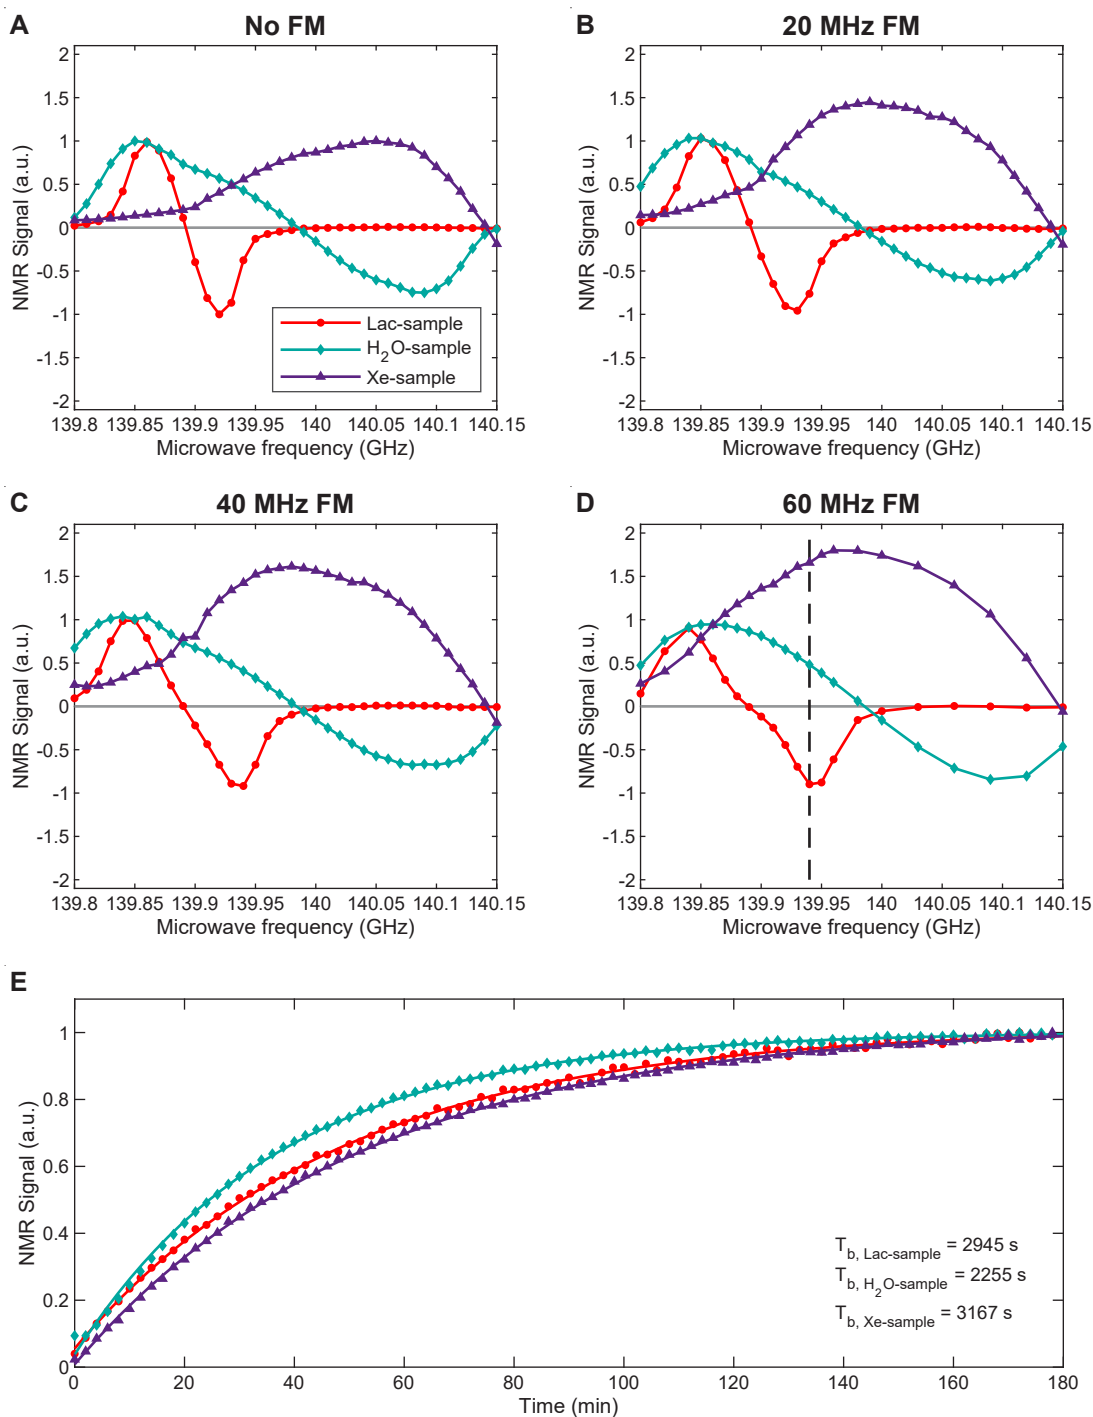 A No FM
2
1.5
1
0.5
0
-0.5
-1
-1.5
-2
NMR Signal (a.u.)
Lac-sample
H₂O-sample
Xe-sample
139.8 139.85 139.9 139.95 140 140.05 140.1 140.15
Microwave frequency (GHz)
B 20 MHz FM
2
1.5
1
0.5
0
-0.5
-1
-1.5
-2
NMR Signal (a.u.)
139.8 139.85 139.9 139.95 140 140.05 140.1 140.15
Microwave frequency (GHz)
C 40 MHz FM
2
1.5
1
0.5
0
-0.5
-1
-1.5
-2
NMR Signal (a.u.)
139.8 139.85 139.9 139.95 140 140.05 140.1 140.15
Microwave frequency (GHz)
D 60 MHz FM
2
1.5
1
0.5
0
-0.5
-1
-1.5
-2
NMR Signal (a.u.)
139.8 139.85 139.9 139.95 140 140.05 140.1 140.15
Microwave frequency (GHz)
E
1
0.8
0.6
0.4
0.2
0
NMR Signal (a.u.)
T_b, Lac-sample = 2945 s
T_b, H₂O-sample = 2255 s
T_b, Xe-sample = 3167 s
0 20 40 60 80 100 120 140 160 180
Time (min)